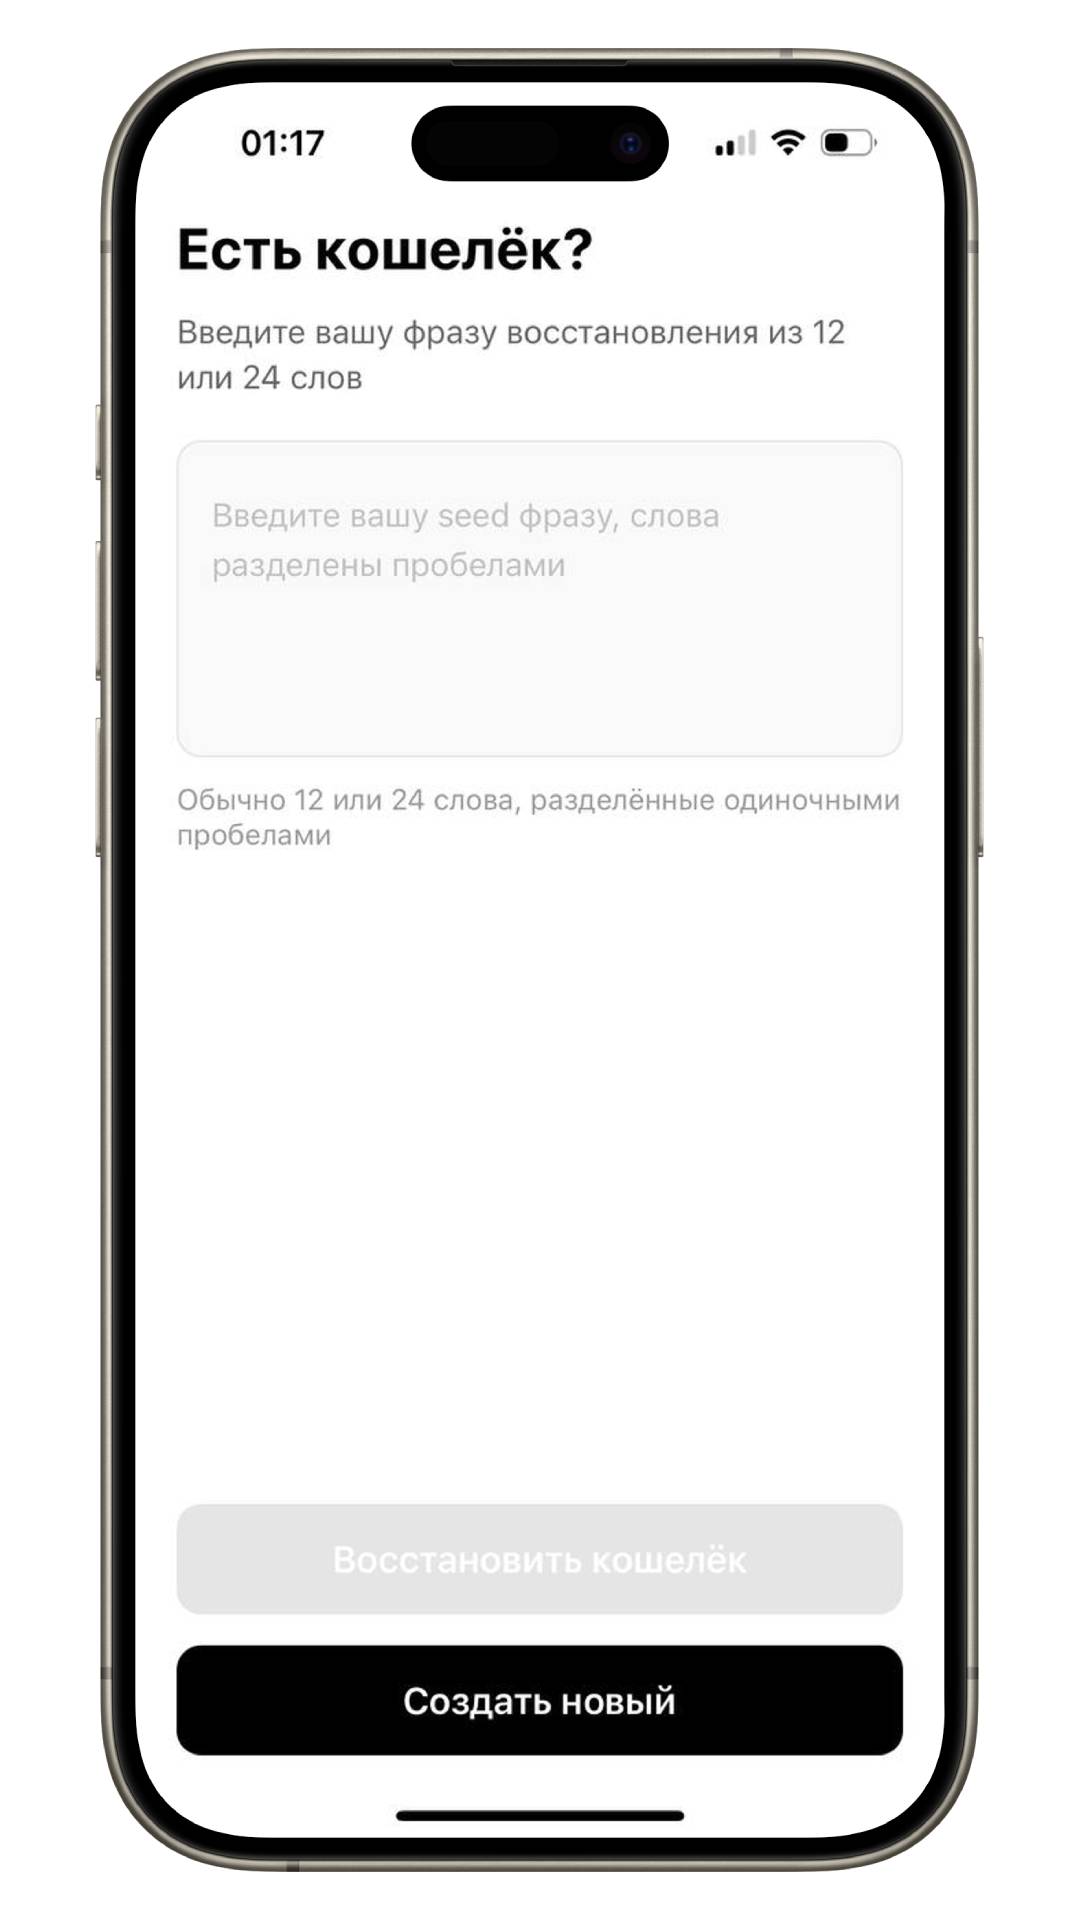 01:17
Есть кошелёк?
Введите вашу фразу восстановления из 12
или 24 слов
Введите вашу seed фразу, слова
разделены пробелами
Обычно 12 или 24 слова, разделённые одиночными
пробелами
Восстановить кошелёк
Создать новый